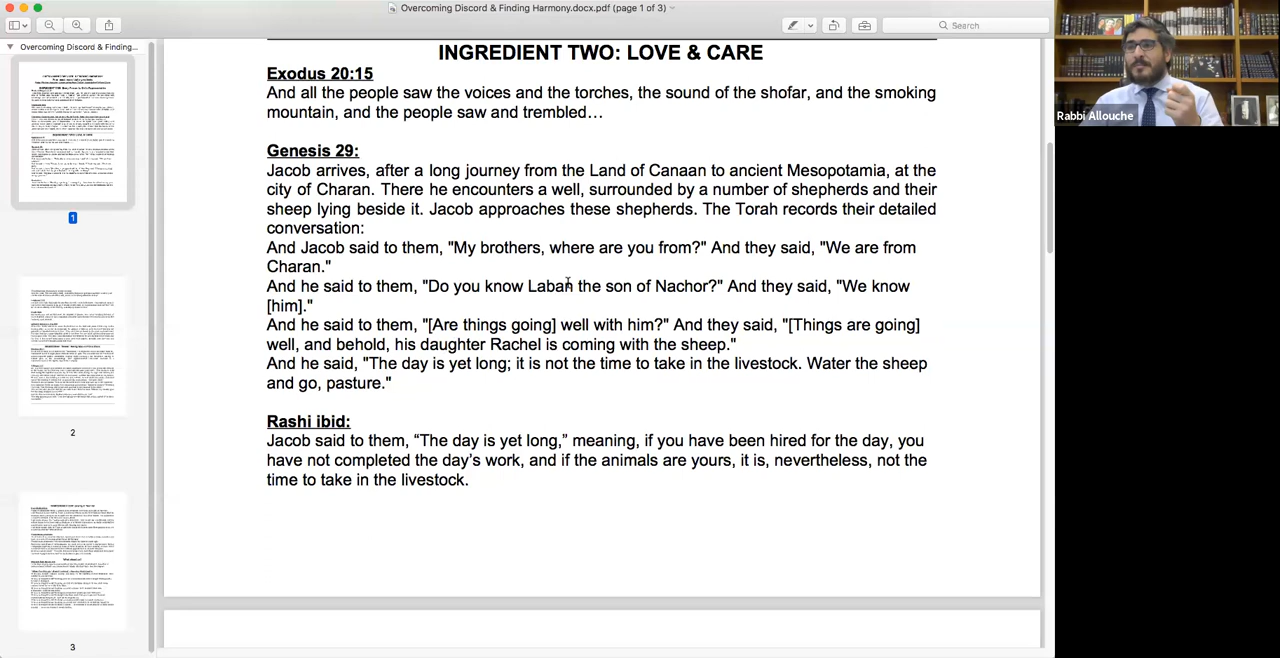 Overcoming Discord & Finding Harmony.docx.pdf (page 1 of 3)
Search
Overcoming Discord & Finding...
1
2
3
INGREDIENT TWO: LOVE & CARE
Exodus 20:15
And all the people saw the voices and the torches, the sound of the shofar, and the smoking
mountain, and the people saw and trembled…
Genesis 29:
Jacob arrives, after a long journey from the Land of Canaan to ancient Mesopotamia, at the
city of Charan. There he encounters a well, surrounded by a number of shepherds and their
sheep lying beside it. Jacob approaches these shepherds. The Torah records their detailed
conversation:
And Jacob said to them, "My brothers, where are you from?" And they said, "We are from
Charan."
And he said to them, "Do you know Laban the son of Nachor?" And they said, "We know
[him]."
And he said to them, "[Are things going] well with him?" And they said, "[Things are going]
well, and behold, his daughter Rachel is coming with the sheep."
And he said, "The day is yet long; it is not the time to take in the livestock. Water the sheep
and go, pasture."
Rashi ibid:
Jacob said to them, “The day is yet long,” meaning, if you have been hired for the day, you
have not completed the day’s work, and if the animals are yours, it is, nevertheless, not the
time to take in the livestock.
Rabbi Allouche